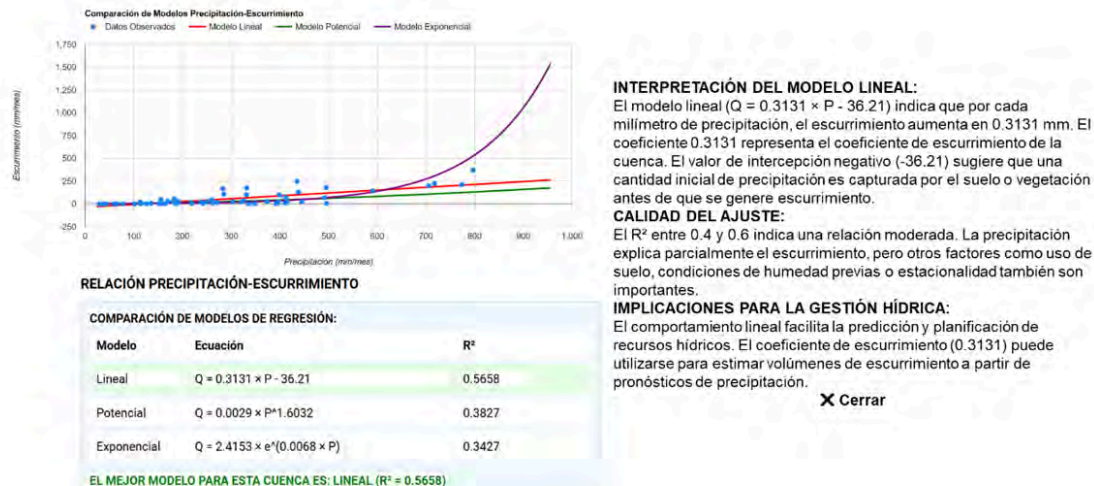 Comparación de Modelos Precipitación-Escurrimiento
Datos Observados Modelo Lineal Modelo Potencial Modelo Exponencial
1,750
1,500
1,250
1,000
750
500
250
0
-250
Escurrimiento (mm/mes)
0 100 200 300 400 500 600 700 800 900 1.000
Precipitación (mm/mes)
RELACIÓN PRECIPITACIÓN-ESCURRIMIENTO
COMPARACIÓN DE MODELOS DE REGRESIÓN:
Modelo Ecuación R²
Lineal Q = 0.3131 × P - 36.21 0.5658
Potencial Q = 0.0029 × P^1.6032 0.3827
Exponencial Q = 2.4153 × e^(0.0068 × P) 0.3427
EL MEJOR MODELO PARA ESTA CUENCA ES: LINEAL (R² = 0.5658)
INTERPRETACIÓN DEL MODELO LINEAL:
El modelo lineal (Q = 0.3131 × P - 36.21) indica que por cada
milímetro de precipitación, el escurrimiento aumenta en 0.3131 mm. El
coeficiente 0.3131 representa el coeficiente de escurrimiento de la
cuenca. El valor de intercepción negativo (-36.21) sugiere que una
cantidad inicial de precipitación es capturada por el suelo o vegetación
antes de que se genere escurrimiento.
CALIDAD DEL AJUSTE:
El R² entre 0.4 y 0.6 indica una relación moderada. La precipitación
explica parcialmente el escurrimiento, pero otros factores como uso de
suelo, condiciones de humedad previas o estacionalidad también son
importantes.
IMPLICACIONES PARA LA GESTIÓN HÍDRICA:
El comportamiento lineal facilita la predicción y planificación de
recursos hídricos. El coeficiente de escurrimiento (0.3131) puede
utilizarse para estimar volúmenes de escurrimiento a partir de
pronósticos de precipitación.
✕ Cerrar